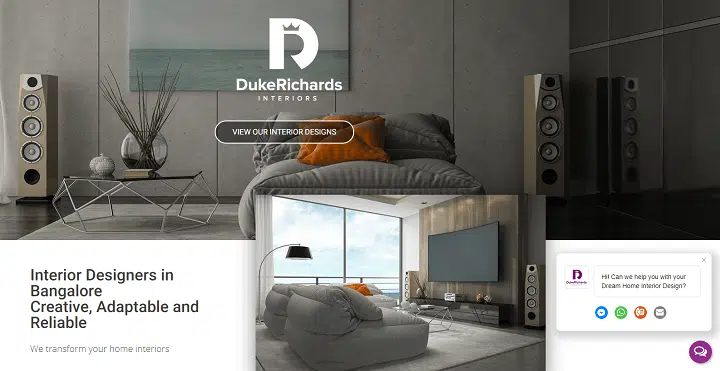 DukeRichards
INTERIORS
VIEW OUR INTERIOR DESIGNS
Interior Designers in
Bangalore
Creative, Adaptable and
Reliable
We transform your home interiors
DukeRichards
Hi! Can we help you with your
Dream Home Interior Design?